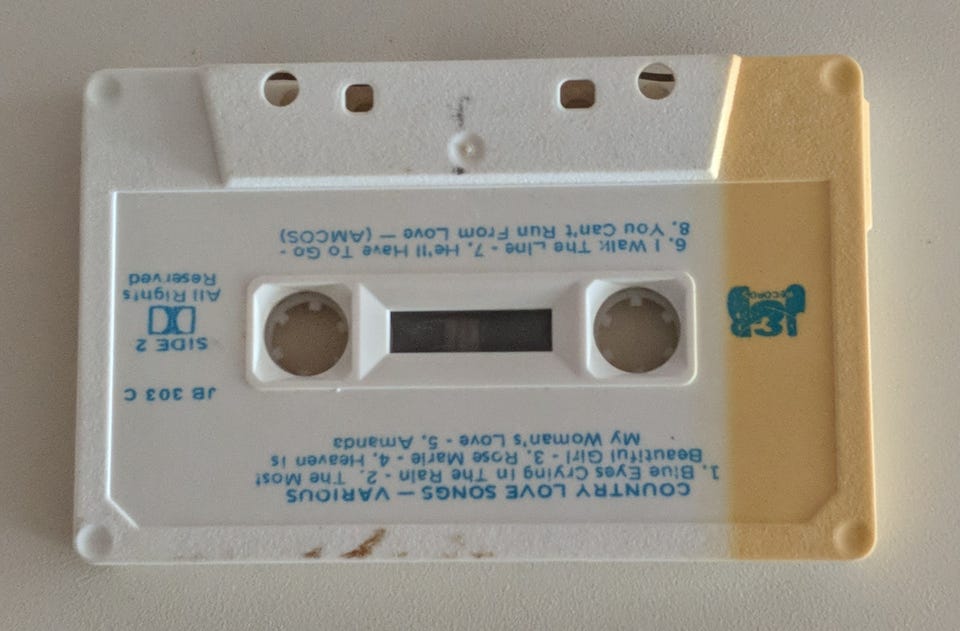 COUNTRY LOVE SONGS — VARIOUS
1. Blue Eyes Crying In The Rain - 2. The Most
Beautiful Girl - 3. Rose Marie - 4. Heaven is
My Woman's Love - 5. Amanda
JB 303 C
SIDE 2
All Rights
Reserved
RECORDS
6. I Walk The Line - 7. He'll Have To Go -
8. You Can't Run From Love — (AMCOS)